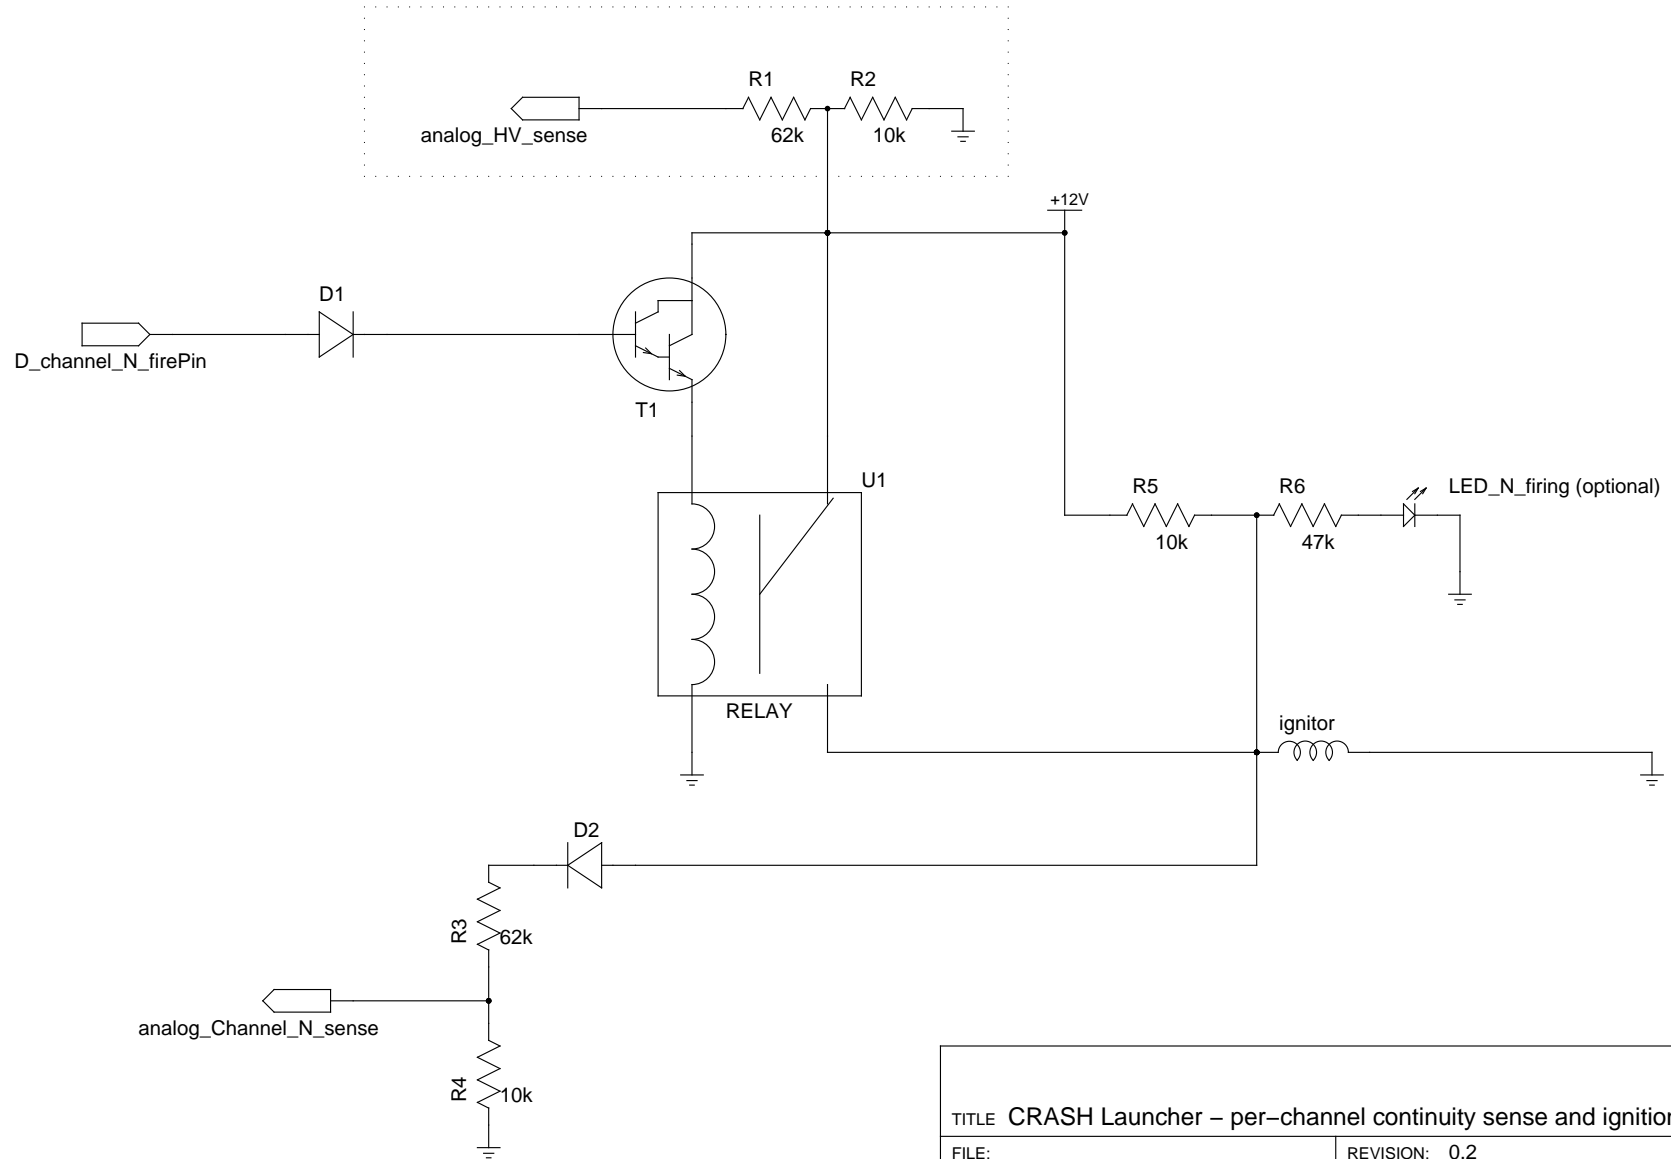 R1
R2
62k
10k
analog_HV_sense
+12V
D1
D_channel_N_firePin
T1
U1
R5
R6
LED_N_firing (optional)
10k
47k
RELAY
ignitor
D2
R3
62k
analog_Channel_N_sense
R4
10k
TITLE CRASH Launcher – per–channel continuity sense and ignition
FILE:
REVISION: 0.2